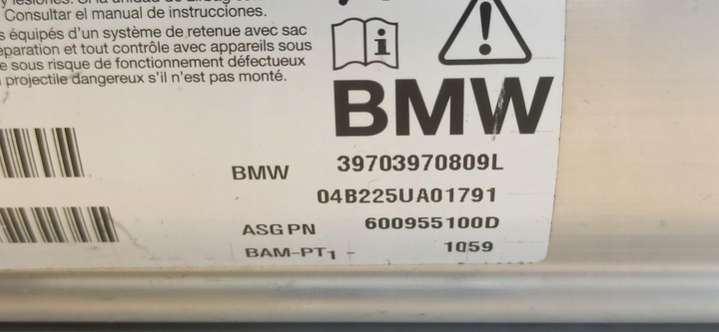 Consultar el manual de instrucciones.
équipés d'un système de retenue avec sac
et tout contrôle avec appareils sous
sous risque de fonctionnement défectueux
projectile dangereux s'il n'est pas monté.
i
!
BMW
BMW 39703970809L
04B225UA01791
ASG PN 600955100D
BAM-PT1 - 1059